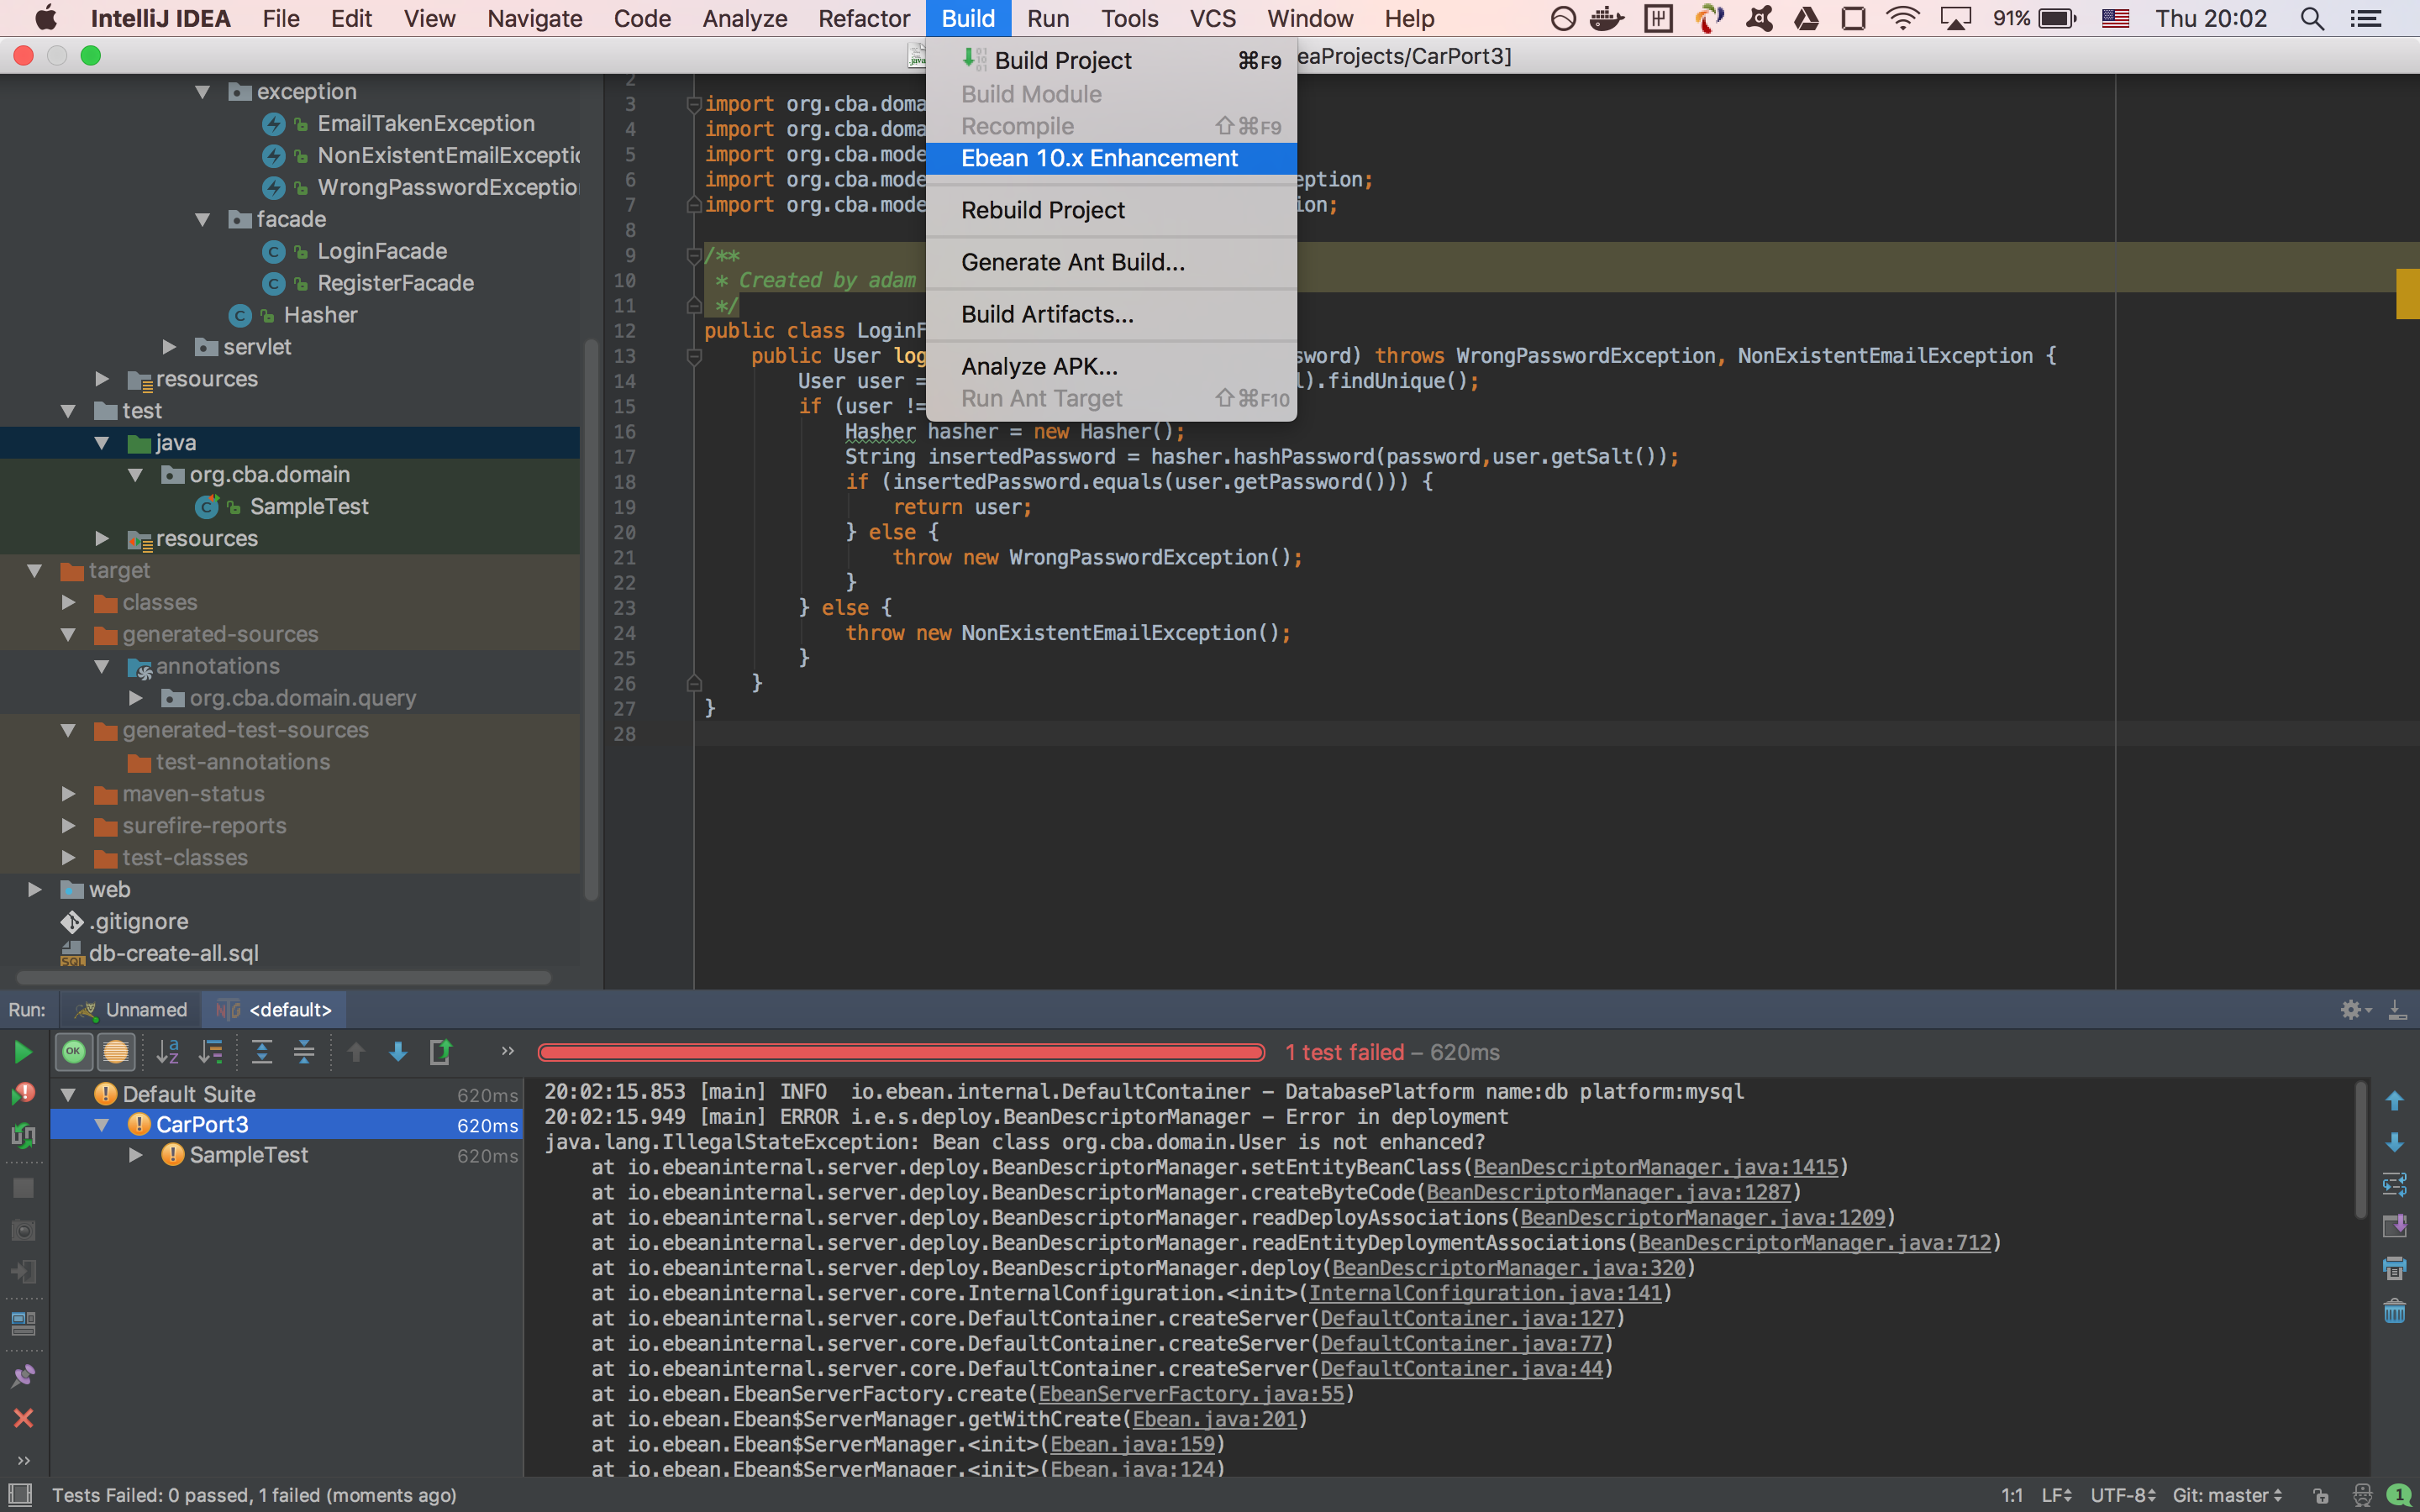 IntelliJ IDEA File Edit View Navigate Code Analyze Refactor Build Run Tools VCS Window Help 91% Thu 20:02
eaProjects/CarPort3]
Build Project ⌘F9
Build Module
Recompile ⇧⌘F9
Ebean 10.x Enhancement
Rebuild Project
Generate Ant Build...
Build Artifacts...
Analyze APK...
Run Ant Target ⇧⌘F10
exception
EmailTakenException
NonExistentEmailExceptic
WrongPasswordExceptio
facade
LoginFacade
RegisterFacade
Hasher
servlet
resources
test
java
org.cba.domain
SampleTest
resources
target
classes
generated-sources
annotations
org.cba.domain.query
generated-test-sources
test-annotations
maven-status
surefire-reports
test-classes
web
.gitignore
db-create-all.sql
2
3 import org.cba.doma
4 import org.cba.doma
5 import org.cba.mode
6 import org.cba.mode eption;
7 import org.cba.mode ion;
8
9 /**
10 * Created by adam
11 */
12 public class LoginF
13 public User log sword) throws WrongPasswordException, NonExistentEmailException {
14 User user = l).findUnique();
15 if (user !=
16 Hasher hasher = new Hasher();
17 String insertedPassword = hasher.hashPassword(password,user.getSalt());
18 if (insertedPassword.equals(user.getPassword())) {
19 return user;
20 } else {
21 throw new WrongPasswordException();
22 }
23 } else {
24 throw new NonExistentEmailException();
25 }
26 }
27 }
28
Run: Unnamed <default>
1 test failed – 620ms
Default Suite 620ms
CarPort3 620ms
SampleTest 620ms
20:02:15.853 [main] INFO io.ebean.internal.DefaultContainer – DatabasePlatform name:db platform:mysql
20:02:15.949 [main] ERROR i.e.s.deploy.BeanDescriptorManager – Error in deployment
java.lang.IllegalStateException: Bean class org.cba.domain.User is not enhanced?
at io.ebeaninternal.server.deploy.BeanDescriptorManager.setEntityBeanClass(BeanDescriptorManager.java:1415)
at io.ebeaninternal.server.deploy.BeanDescriptorManager.createByteCode(BeanDescriptorManager.java:1287)
at io.ebeaninternal.server.deploy.BeanDescriptorManager.readDeployAssociations(BeanDescriptorManager.java:1209)
at io.ebeaninternal.server.deploy.BeanDescriptorManager.readEntityDeploymentAssociations(BeanDescriptorManager.java:712)
at io.ebeaninternal.server.deploy.BeanDescriptorManager.deploy(BeanDescriptorManager.java:320)
at io.ebeaninternal.server.core.InternalConfiguration.<init>(InternalConfiguration.java:141)
at io.ebeaninternal.server.core.DefaultContainer.createServer(DefaultContainer.java:127)
at io.ebeaninternal.server.core.DefaultContainer.createServer(DefaultContainer.java:77)
at io.ebeaninternal.server.core.DefaultContainer.createServer(DefaultContainer.java:44)
at io.ebean.EbeanServerFactory.create(EbeanServerFactory.java:55)
at io.ebean.Ebean$ServerManager.getWithCreate(Ebean.java:201)
at io.ebean.Ebean$ServerManager.<init>(Ebean.java:159)
at io.ebean.Ebean$ServerManager.<init>(Ebean.java:124)
Tests Failed: 0 passed, 1 failed (moments ago) 1:1 LF UTF-8 Git: master 1